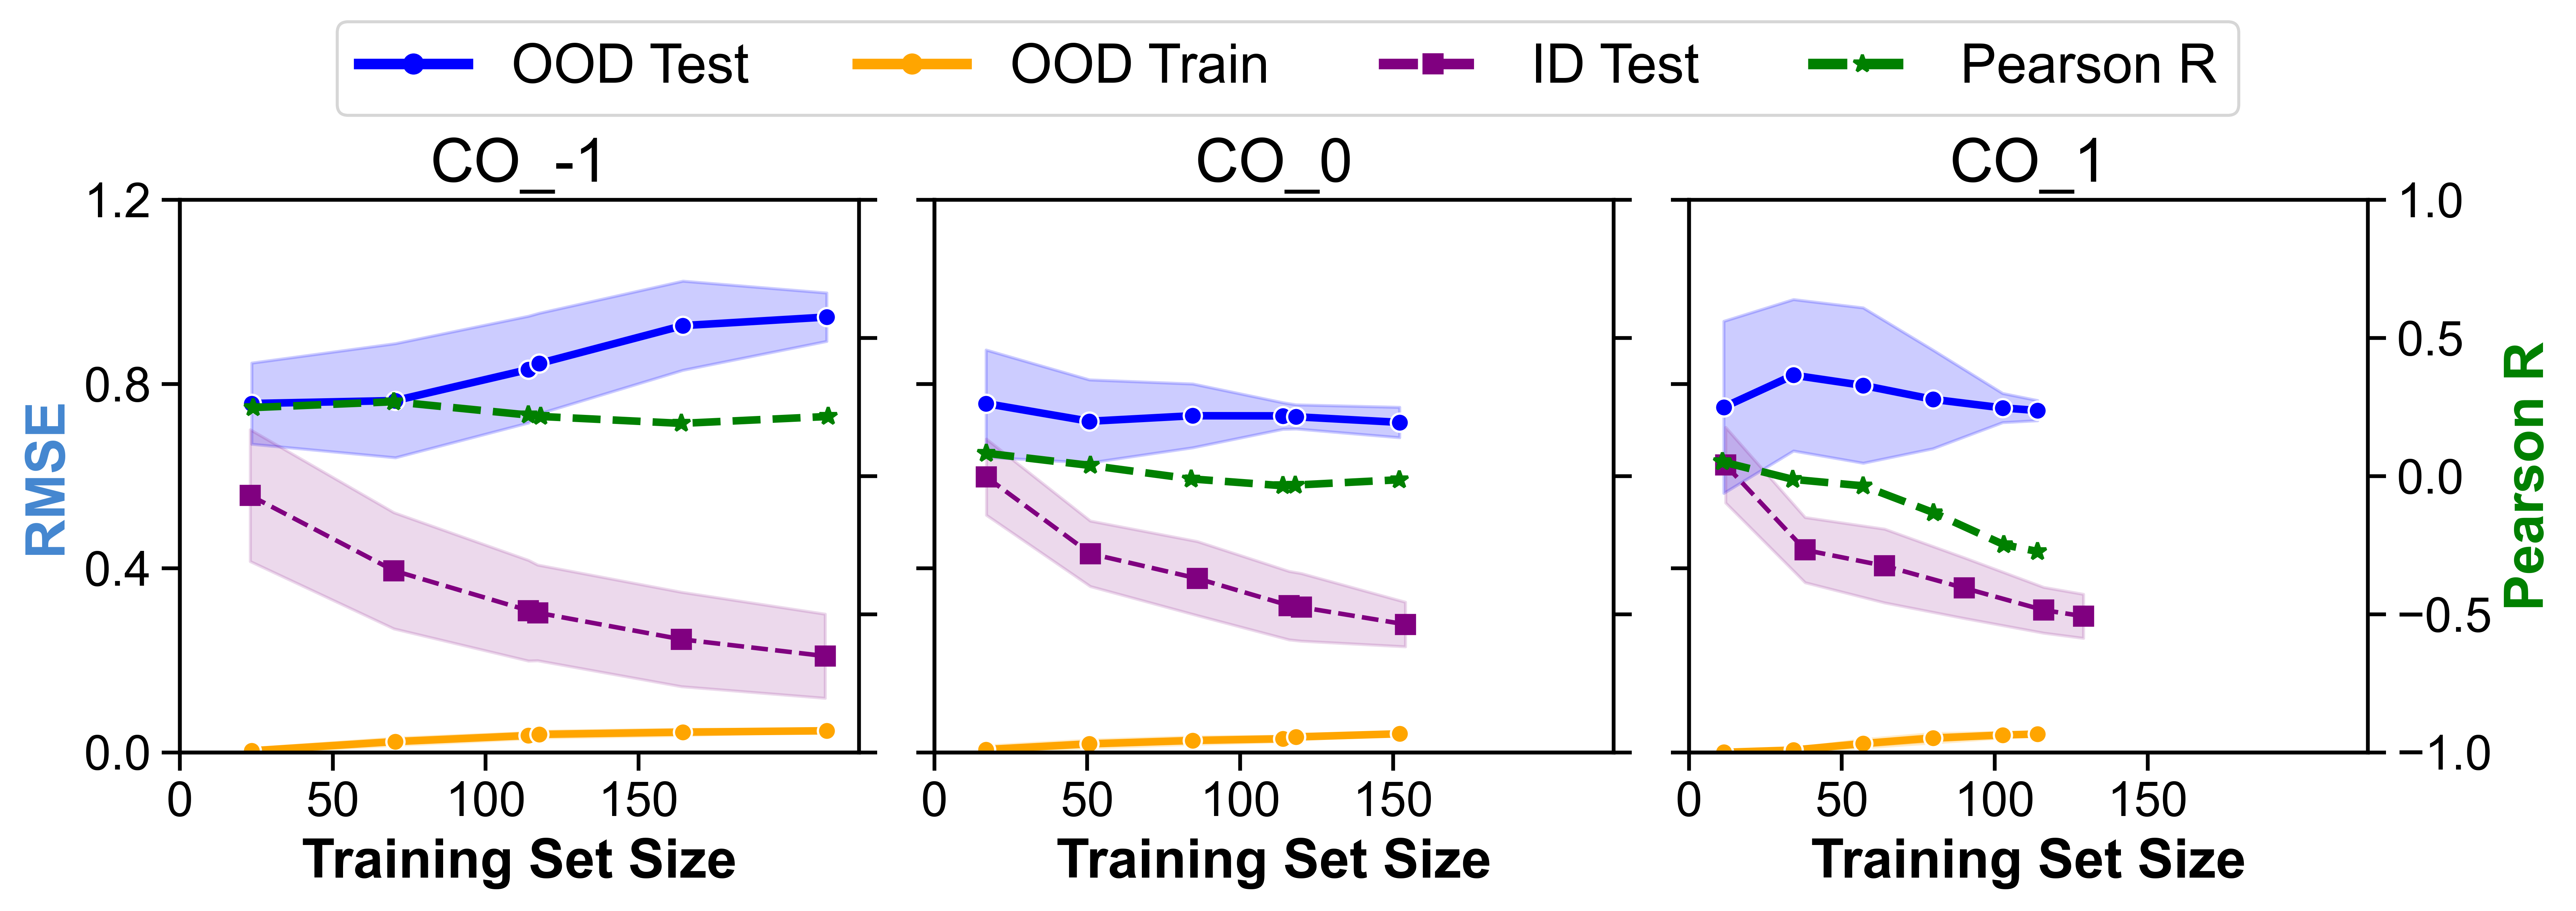 OOD Test OOD Train ID Test Pearson R
CO_-1 CO_0 CO_1
1.2 1.0
0.5
0.8
RMSE 0.0 Pearson R
0.4
−0.5
0.0 −1.0
0 50 100 150 0 50 100 150 0 50 100 150
Training Set Size Training Set Size Training Set Size